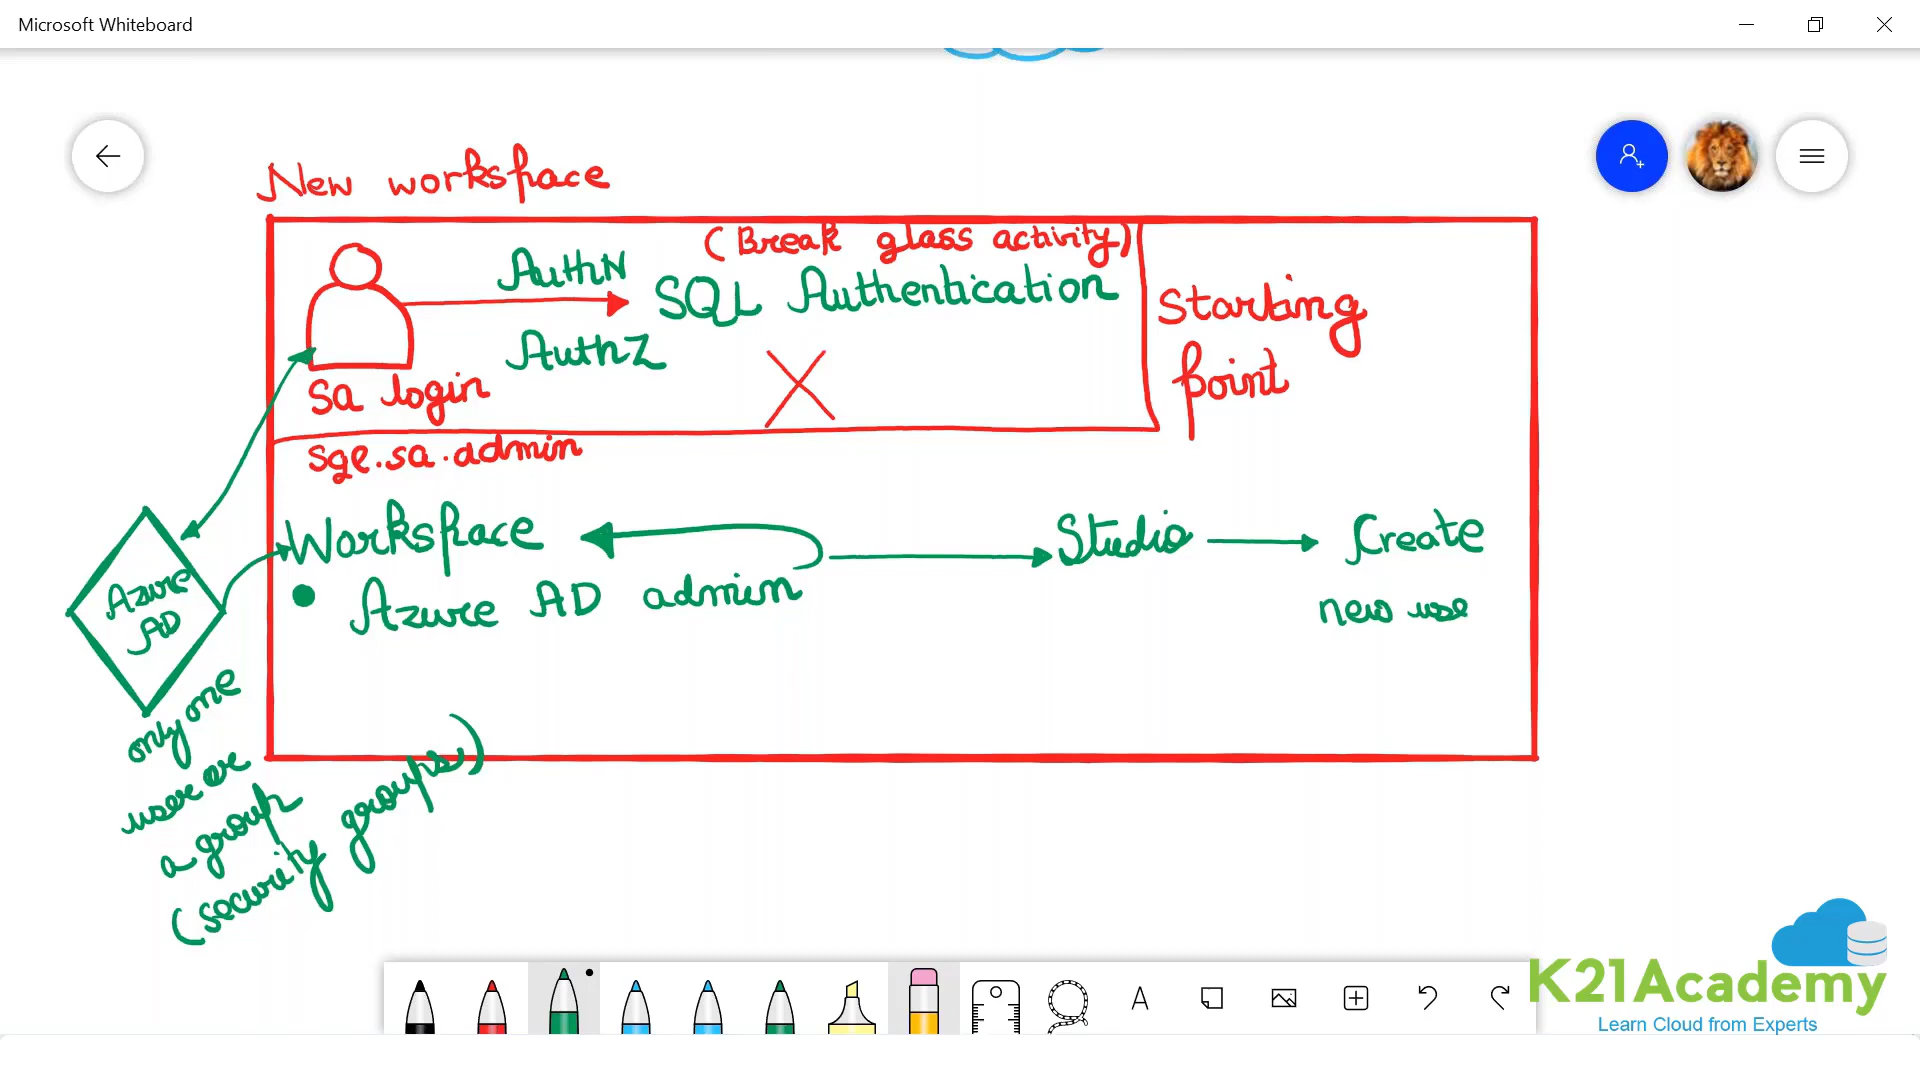 Microsoft Whiteboard
New workspace
(Break glass activity)
AuthN
SQL Authentication
AuthZ
Starting
point
sa login
sqe.sa.admin
Workspace
Studio
Create
new use
Azure AD admin
Azure
AD
only one
user or
a group
(security groups)
A
K21Academy
Learn Cloud from Experts